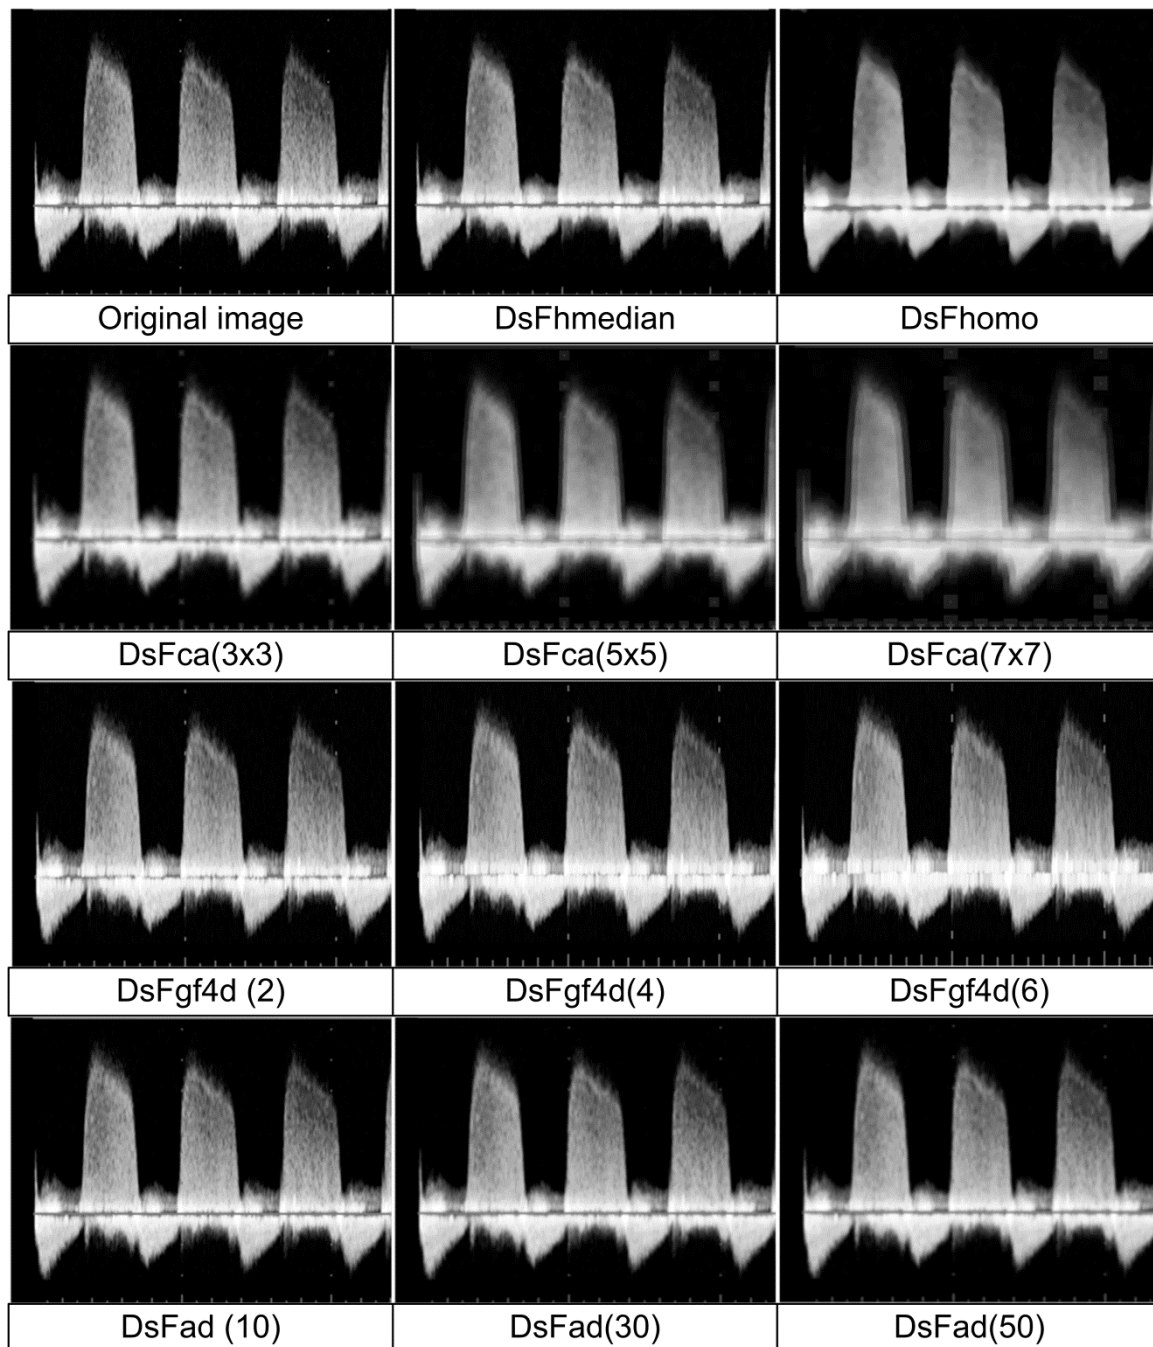 Original image
DsFhmedian
DsFhomo
DsFca(3x3)
DsFca(5x5)
DsFca(7x7)
DsFgf4d (2)
DsFgf4d(4)
DsFgf4d(6)
DsFad (10)
DsFad(30)
DsFad(50)